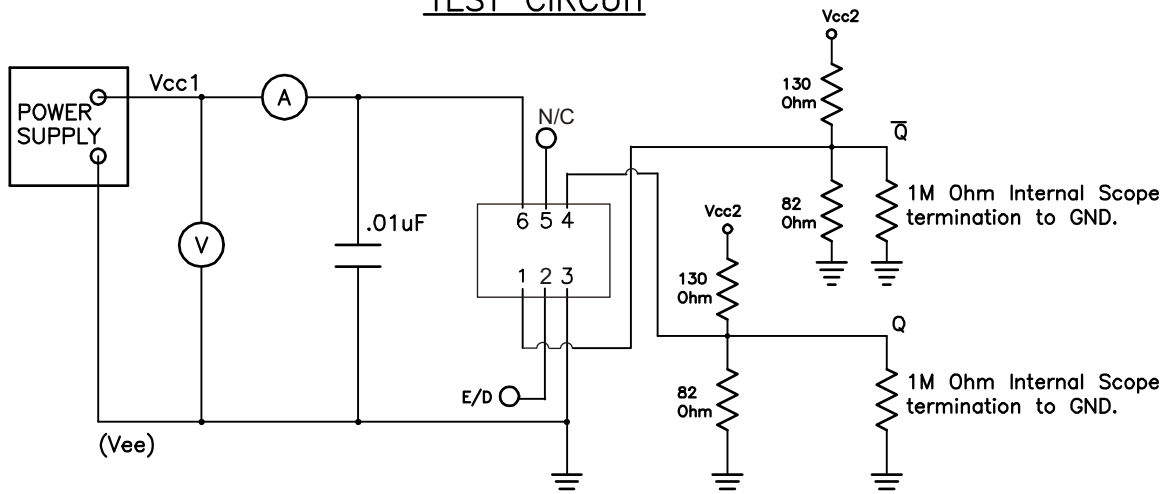 TEST CIRCUIT
Vcc2
POWER
SUPPLY
Vcc1
A
130
Ohm
N/C
Q
82
Ohm
1M Ohm Internal Scope
termination to GND.
V
.01uF
6 5 4
1 2 3
Vcc2
130
Ohm
Q
E/D
82
Ohm
1M Ohm Internal Scope
termination to GND.
(Vee)